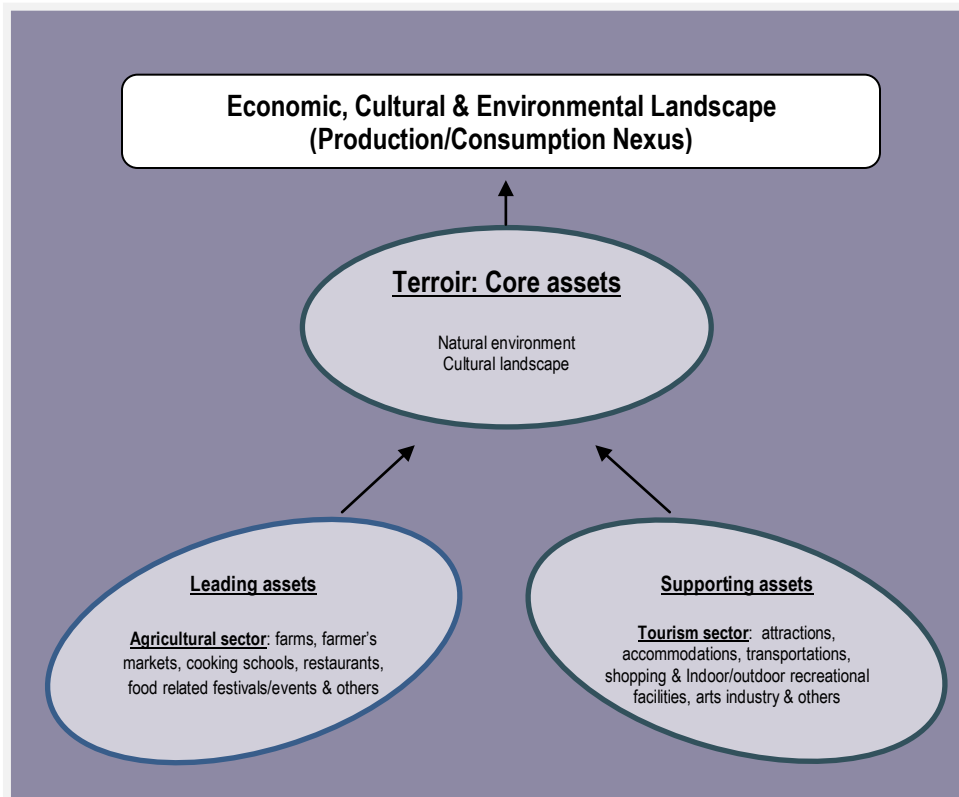 Economic, Cultural & Environmental Landscape
(Production/Consumption Nexus)
Terroir: Core assets
Natural environment
Cultural landscape
Leading assets
Agricultural sector: farms, farmer's
markets, cooking schools, restaurants,
food related festivals/events & others
Supporting assets
Tourism sector:  attractions,
accommodations, transportations,
shopping & Indoor/outdoor recreational
facilities, arts industry & others